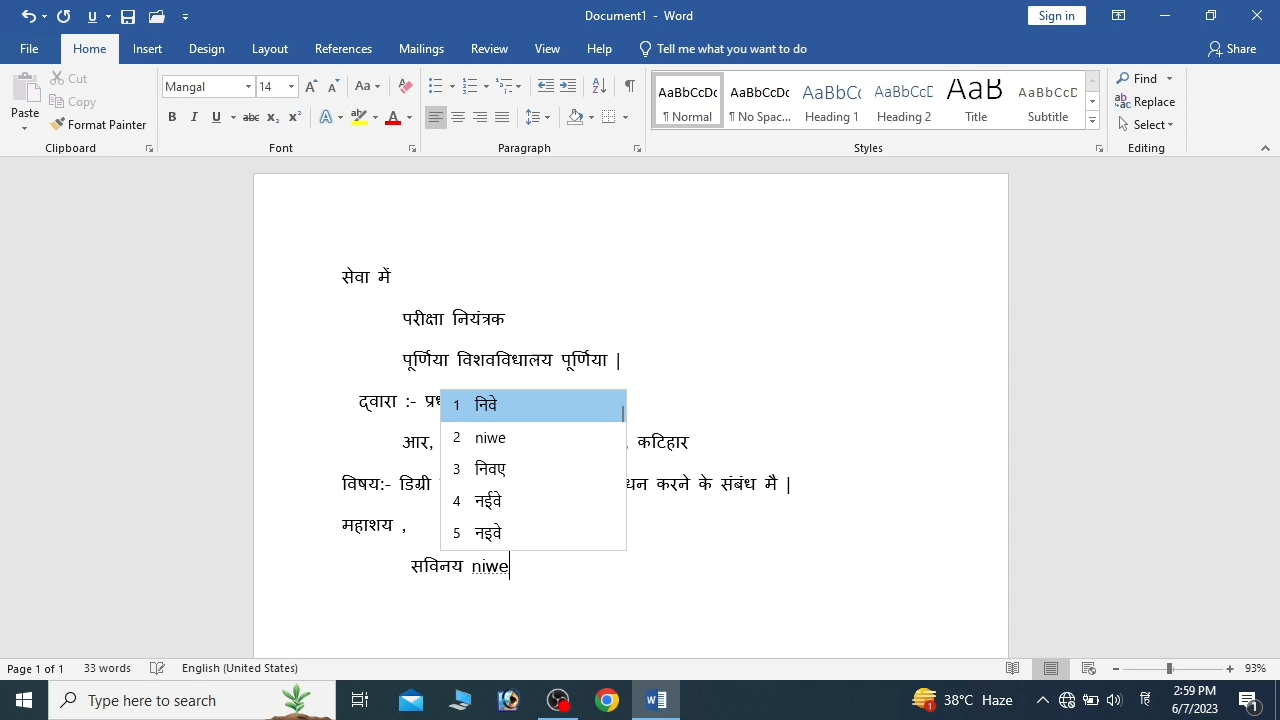 Document1 - Word
Sign in
File Home Insert Design Layout References Mailings Review View Help Tell me what you want to do Share
Paste
Cut
Copy
Format Painter
Clipboard
Mangal 14
Font
Paragraph
AaBbCcDc AaBbCcDc AaBbCc AaBbCcD AaB AaBbCcD
¶ Normal ¶ No Spac... Heading 1 Heading 2 Title Subtitle
Styles
Find
Replace
Select
Editing
सेवा में
परीक्षा नियंत्रक
पूर्णिया विशवविधालय पूर्णिया |
द्वारा :-
आर, , कटिहार
विषय:- डिग्री धन करने के संबंध मै |
महाशय ,
सविनय niwe
1 निवे
2 niwe
3 निवए
4 नईवे
5 नइवे
Page 1 of 1 33 words English (United States) 93%
Type here to search
38°C Haze
हि
2:59 PM
6/7/2023
1